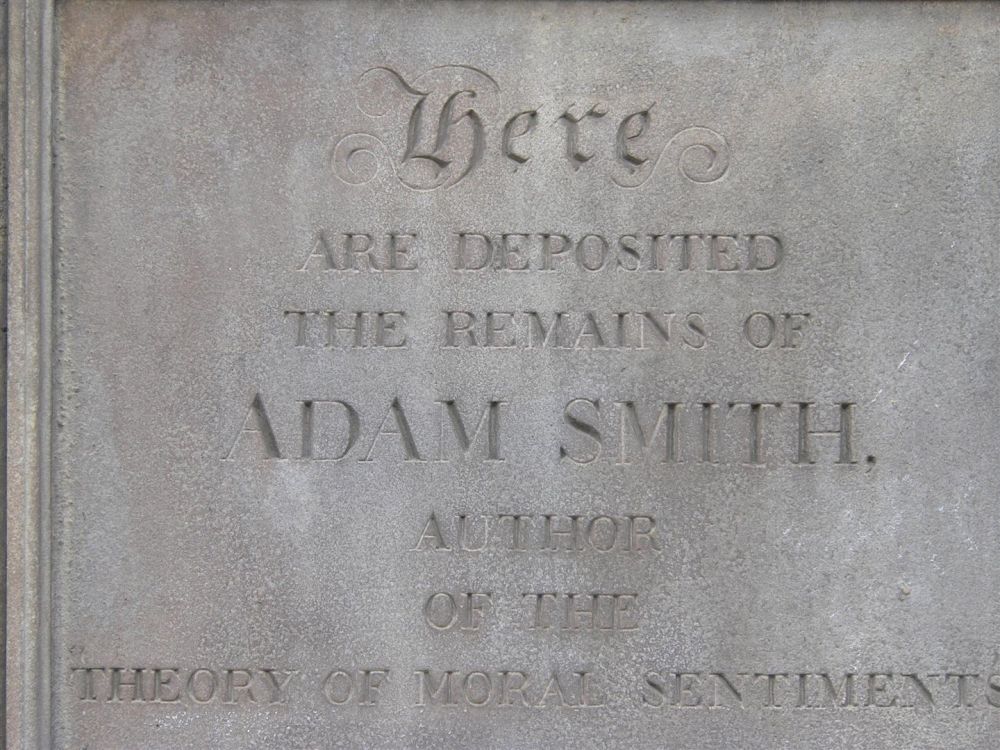 Here
ARE DEPOSITED
THE REMAINS OF
ADAM SMITH,
AUTHOR
OF THE
THEORY OF MORAL SENTIMENTS